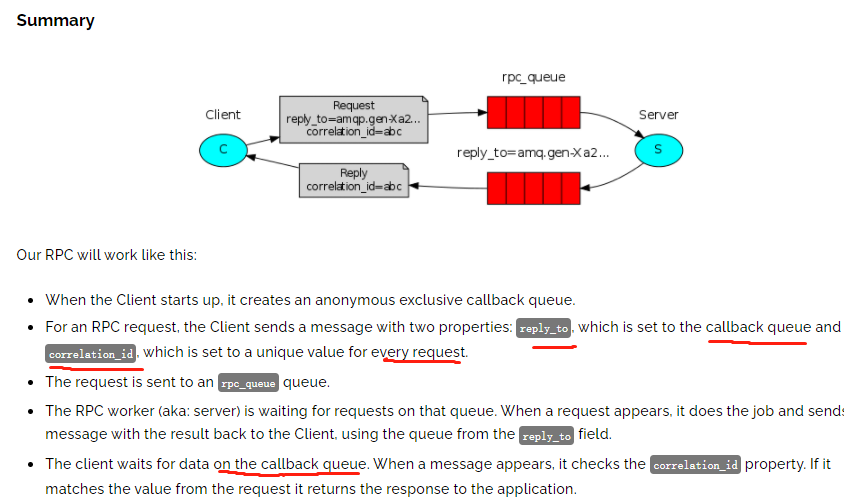 Summary
rpc_queue
Client
Request
reply_to=amqp.gen-Xa2...
correlation_id=abc
Server
C
S
reply_to=amq.gen-Xa2...
Reply
correlation_id=abc
Our RPC will work like this:
When the Client starts up, it creates an anonymous exclusive callback queue.
For an RPC request, the Client sends a message with two properties: reply_to, which is set to the callback queue and
correlation_id, which is set to a unique value for every request.
The request is sent to an rpc_queue queue.
The RPC worker (aka: server) is waiting for requests on that queue. When a request appears, it does the job and sends
message with the result back to the Client, using the queue from the reply_to field.
The client waits for data on the callback queue. When a message appears, it checks the correlation_id property. If it
matches the value from the request it returns the response to the application.